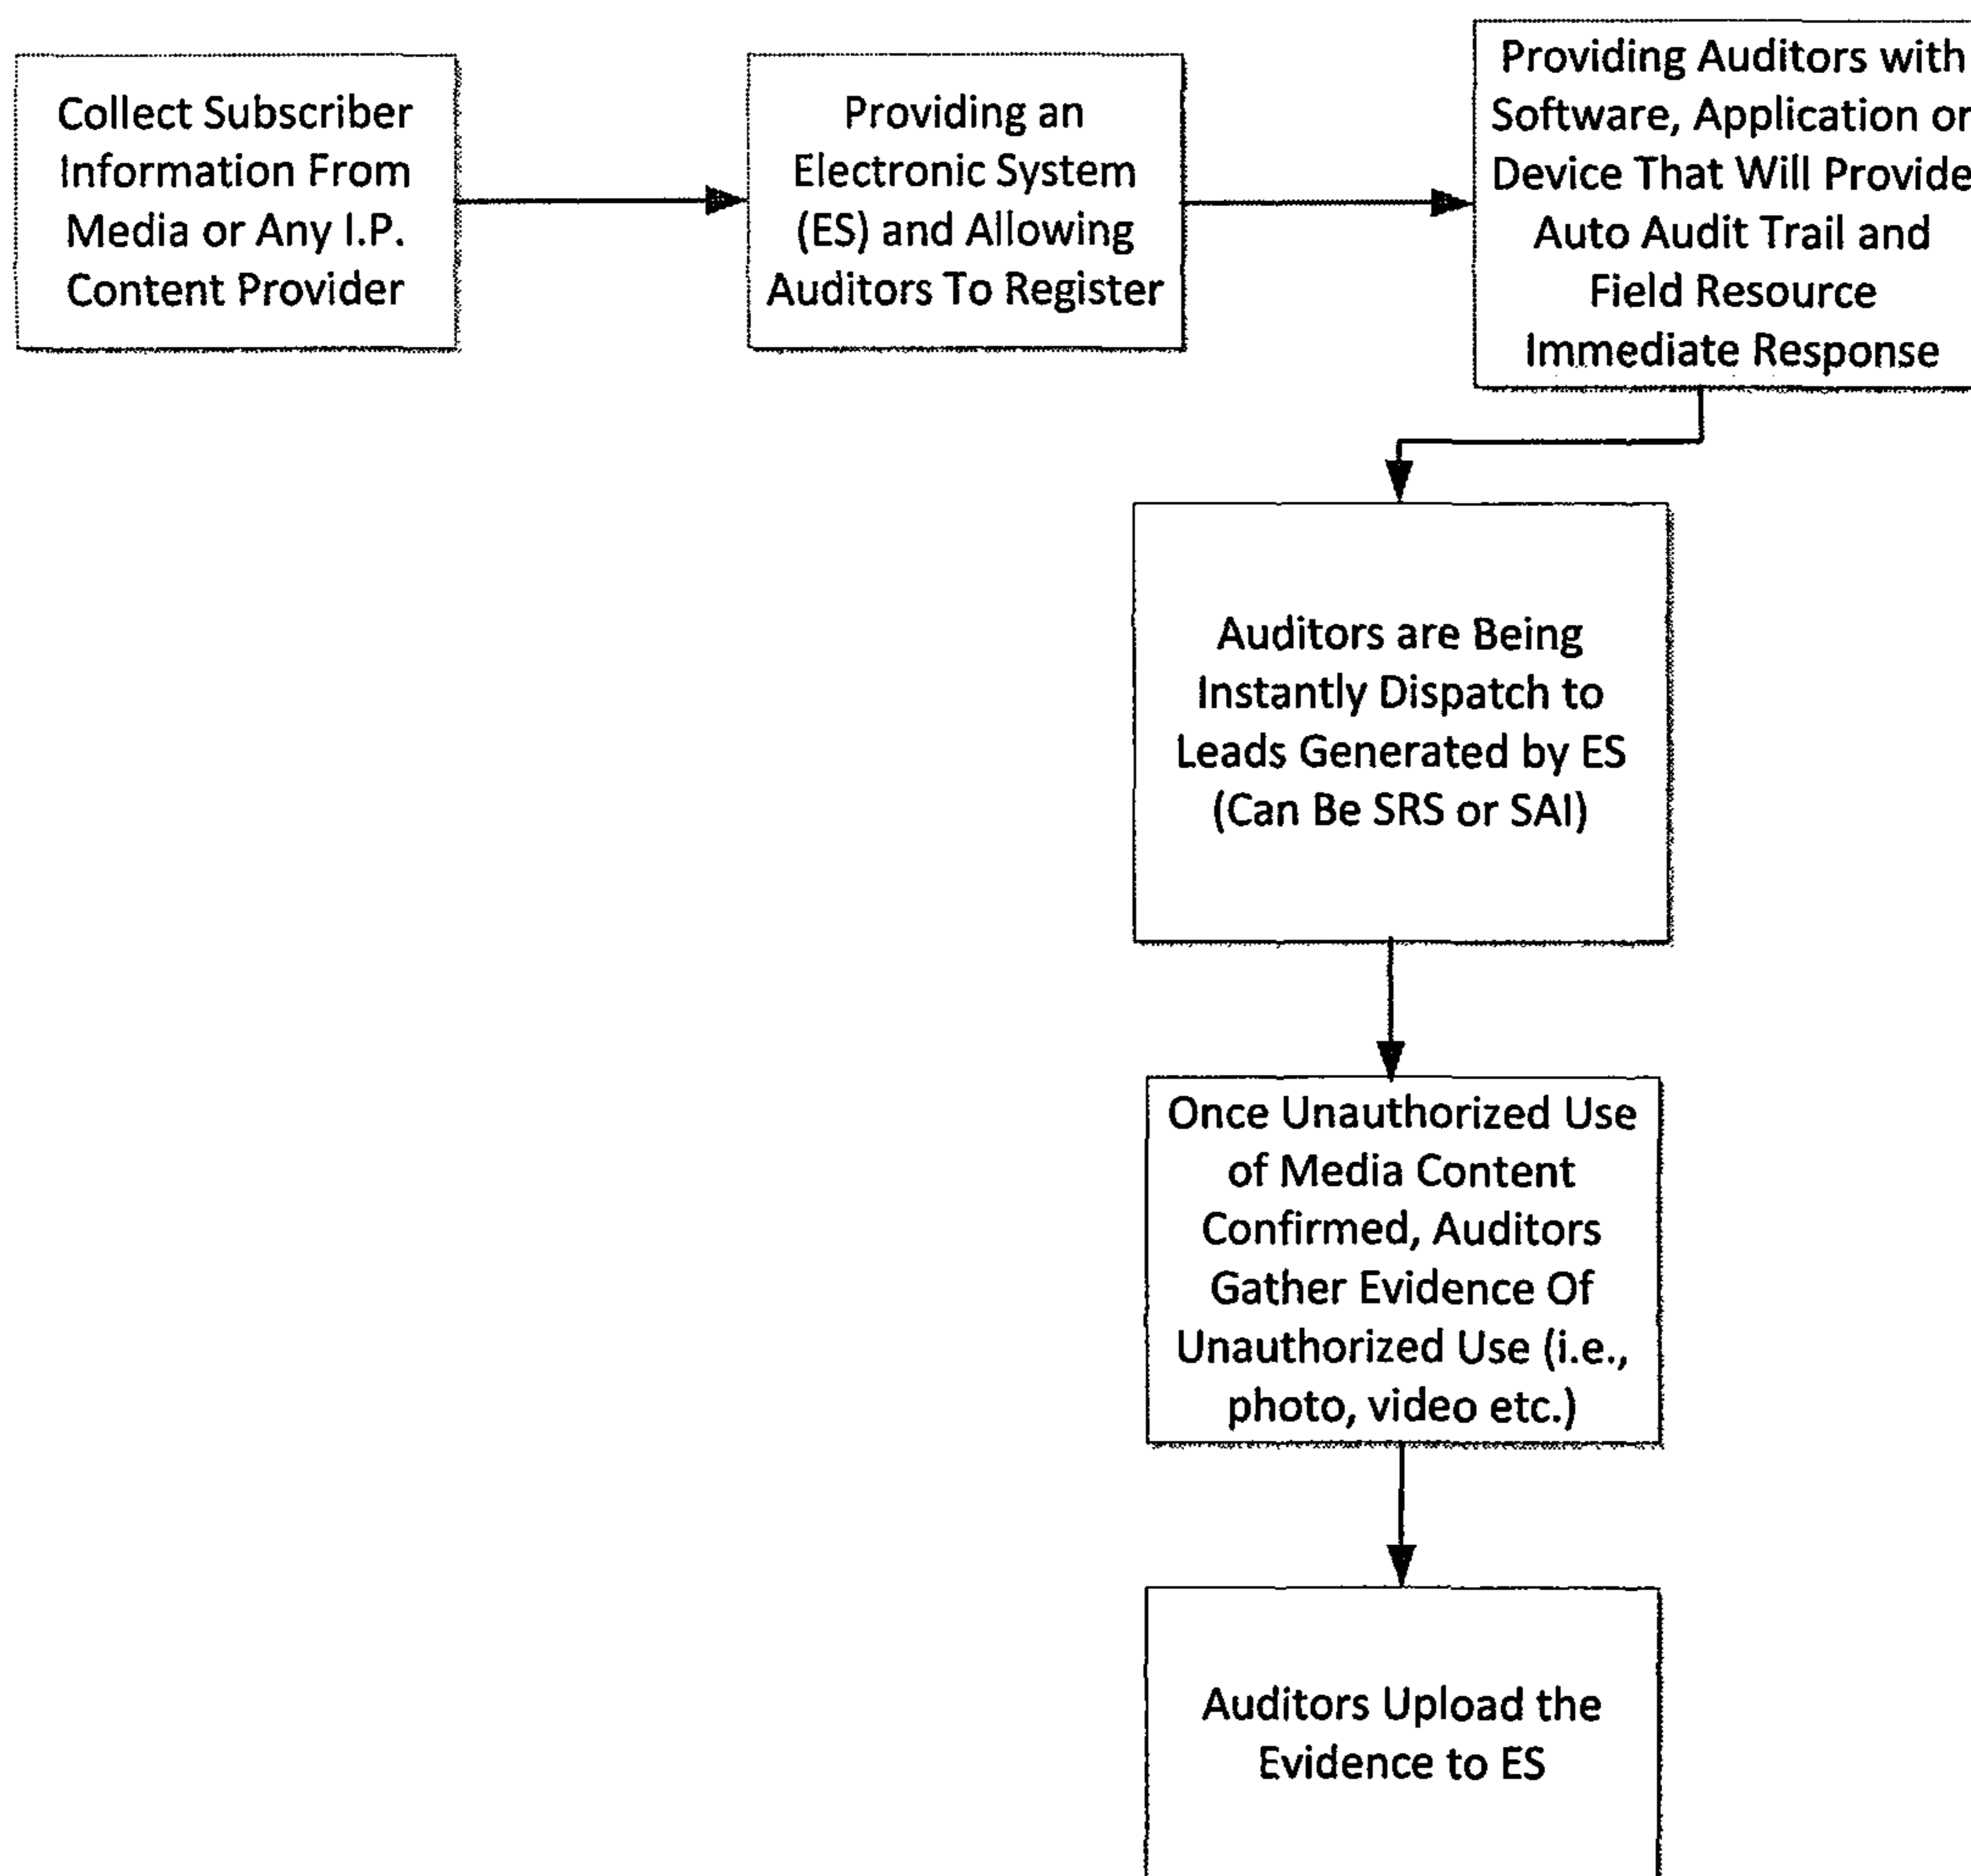 Collect Subscriber
Information From
Media or Any I.P.
Content Provider
Providing an
Electronic System
(ES) and Allowing
Auditors To Register
Providing Auditors with
Software, Application or
Device That Will Provide
Auto Audit Trail and
Field Resource
Immediate Response
Auditors are Being
Instantly Dispatch to
Leads Generated by ES
(Can Be SRS or SAI)
Once Unauthorized Use
of Media Content
Confirmed, Auditors
Gather Evidence Of
Unauthorized Use (i.e.,
photo, video etc.)
Auditors Upload the
Evidence to ES